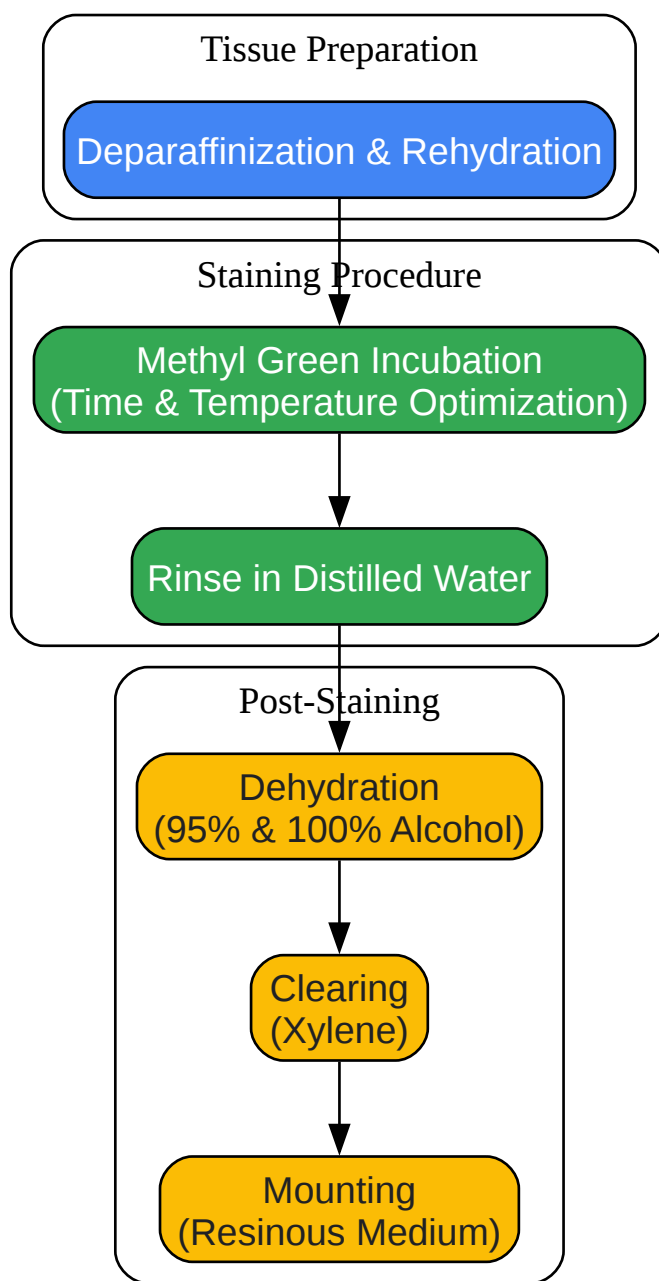 Tissue Preparation
Deparaffinization & Rehydration
Staining Procedure
Methyl Green Incubation
(Time & Temperature Optimization)
Rinse in Distilled Water
Post-Staining
Dehydration
(95% & 100% Alcohol)
Clearing
(Xylene)
Mounting
(Resinous Medium)